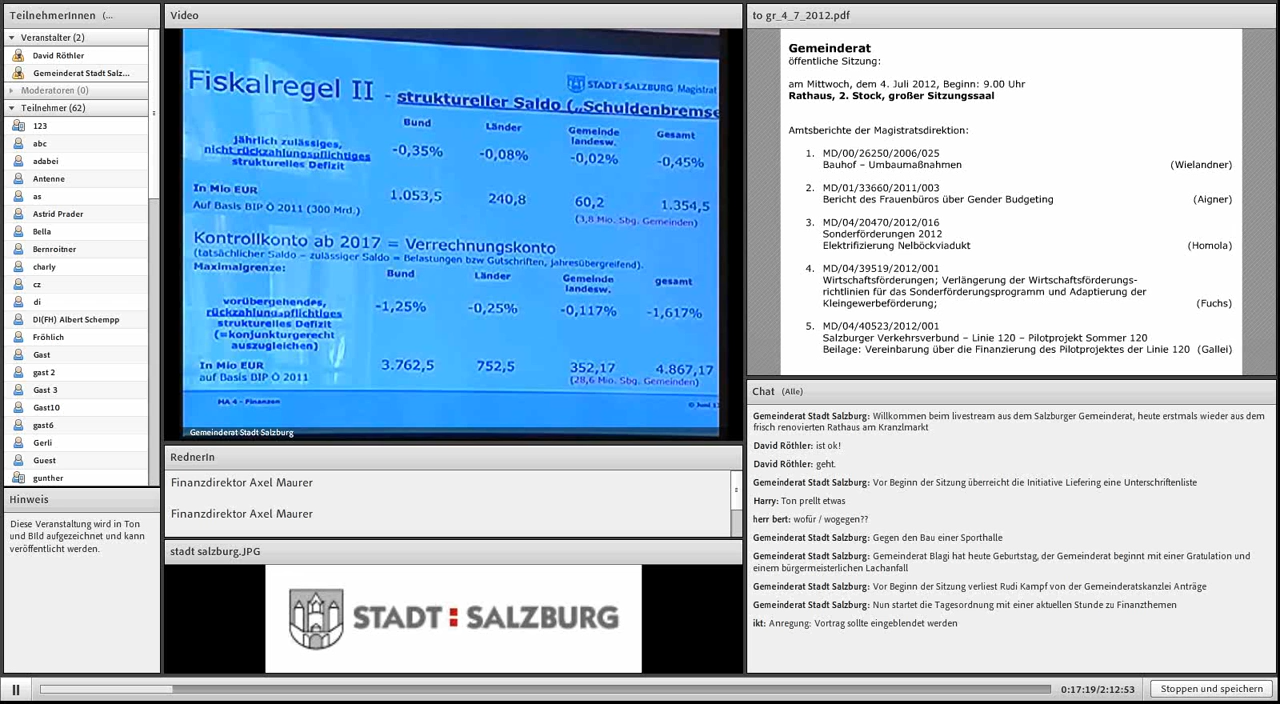 TeilnehmerInnen (...
Veranstalter (2)
David Röthler
Gemeinderat Stadt Salz...
Moderatoren (0)
Teilnehmer (62)
123
abc
adabei
Antenne
as
Astrid Prader
Bella
Bernroitner
charly
cz
di
DI(FH) Albert Schempp
Fröhlich
Gast
gast 2
Gast 3
Gast10
gast6
Gerli
Guest
gunther
Hinweis
Diese Veranstaltung wird in Ton
und BIld aufgezeichnet und kann
veröffentlicht werden.
Video
STADT : SALZBURG Magistrat
Fiskalregel II - struktureller Saldo („Schuldenbremse
Bund Länder Gemeinde landesw. Gesamt
jährlich zulässiges,
nicht rückzahlungspflichtiges
strukturelles Defizit
-0,35% -0,08% -0,02% -0,45%
In Mio EUR
Auf Basis BIP Ö 2011 (300 Mrd.)
1.053,5 240,8 60,2 1.354,5
(3,8 Mio. Sbg. Gemeinden)
Kontrollkonto ab 2017 = Verrechnungskonto
(tatsächlicher Saldo – zulässiger Saldo = Belastungen bzw Gutschriften, jahresübergreifend).
Maximalgrenze:
Bund Länder Gemeinde landesw. gesamt
vorübergehendes,
rückzahlungspflichtiges
strukturelles Defizit
(=konjunkturgerecht
auszugleichen)
-1,25% -0,25% -0,117% -1,617%
In Mio EUR
auf Basis BIP Ö 2011
3.762,5 752,5 352,17 4.867,17
(28,6 Mio. Sbg. Gemeinden)
MA 4 – Finanzen
© Juni 1
Gemeinderat Stadt Salzburg
RednerIn
Finanzdirektor Axel Maurer
Finanzdirektor Axel Maurer
stadt salzburg.JPG
STADT : SALZBURG
to gr_4_7_2012.pdf
Gemeinderat
öffentliche Sitzung:
am Mittwoch, dem 4. Juli 2012, Beginn: 9.00 Uhr
Rathaus, 2. Stock, großer Sitzungssaal
Amtsberichte der Magistratsdirektion:
1. MD/00/26250/2006/025
Bauhof – Umbaumaßnahmen (Wielandner)
2. MD/01/33660/2011/003
Bericht des Frauenbüros über Gender Budgeting (Aigner)
3. MD/04/20470/2012/016
Sonderförderungen 2012
Elektrifizierung Nelböckviadukt (Homola)
4. MD/04/39519/2012/001
Wirtschaftsförderungen; Verlängerung der Wirtschaftsförderungs-
richtlinien für das Sonderförderungsprogramm und Adaptierung der
Kleingewerbeförderung; (Fuchs)
5. MD/04/40523/2012/001
Salzburger Verkehrsverbund – Linie 120 – Pilotprojekt Sommer 120
Beilage: Vereinbarung über die Finanzierung des Pilotprojektes der Linie 120 (Gallei)
Chat (Alle)
Gemeinderat Stadt Salzburg: Willkommen beim livestream aus dem Salzburger Gemeinderat, heute erstmals wieder aus dem
frisch renovierten Rathaus am Kranzlmarkt
David Röthler: ist ok!
David Röthler: geht.
Gemeinderat Stadt Salzburg: Vor Beginn der Sitzung überreicht die Initiative Liefering eine Unterschriftenliste
Harry: Ton prellt etwas
herr bert: wofür / wogegen??
Gemeinderat Stadt Salzburg: Gegen den Bau einer Sporthalle
Gemeinderat Stadt Salzburg: Gemeinderat Blagi hat heute Geburtstag, der Gemeinderat beginnt mit einer Gratulation und
einem bürgermeisterlichen Lachanfall
Gemeinderat Stadt Salzburg: Vor Beginn der Sitzung verliest Rudi Kampf von der Gemeinderatskanzlei Anträge
Gemeinderat Stadt Salzburg: Nun startet die Tagesordnung mit einer aktuellen Stunde zu Finanzthemen
ikt: Anregung: Vortrag sollte eingeblendet werden
0:17:19/2:12:53
Stoppen und speichern